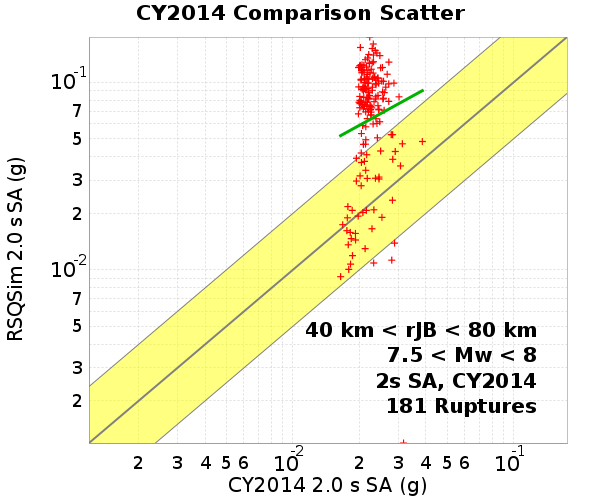 CY2014 Comparison Scatter
RSQSim 2.0 s SA (g)
10-1
7
5
3
2
10-2
7
5
3
2
40 km < rJB < 80 km
7.5 < Mw < 8
2s SA, CY2014
181 Ruptures
2 3 4 5 6 10-2 2 3 4 5 6 10-1
CY2014 2.0 s SA (g)